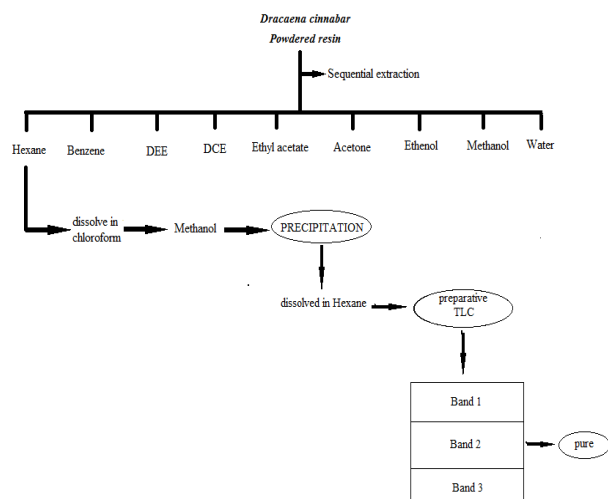 Dracaena cinnabar
Powdered resin
Sequential extraction
Hexane Benzene DEE DCE Ethyl acetate Acetone Ethenol Methanol Water
dissolve in
chloroform
Methanol
PRECIPITATION
dissolved in Hexane
preparative
TLC
Band 1
Band 2
pure
Band 3